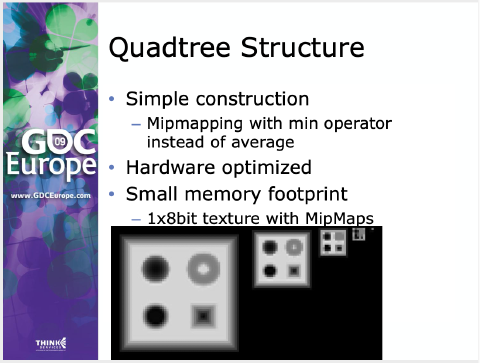 Quadtree Structure
• Simple construction
– Mipmapping with min operator
instead of average
• Hardware optimized
• Small memory footprint
– 1x8bit texture with MipMaps
GDC
09
Europe
www.GDCEurope.com
THINK
SERVICES